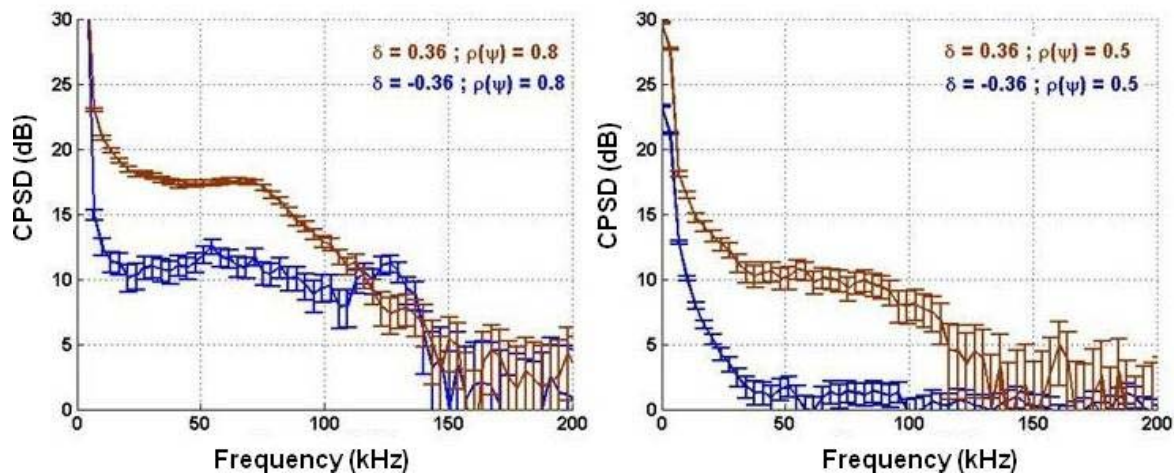 30
25
20
15
10
5
0
CPSD (dB)
δ = 0.36 ; ρ(ψ) = 0.8
δ = -0.36 ; ρ(ψ) = 0.8
0 50 100 150 200
Frequency (kHz)
30
25
20
15
10
5
0
CPSD (dB)
δ = 0.36 ; ρ(ψ) = 0.5
δ = -0.36 ; ρ(ψ) = 0.5
0 50 100 150 200
Frequency (kHz)